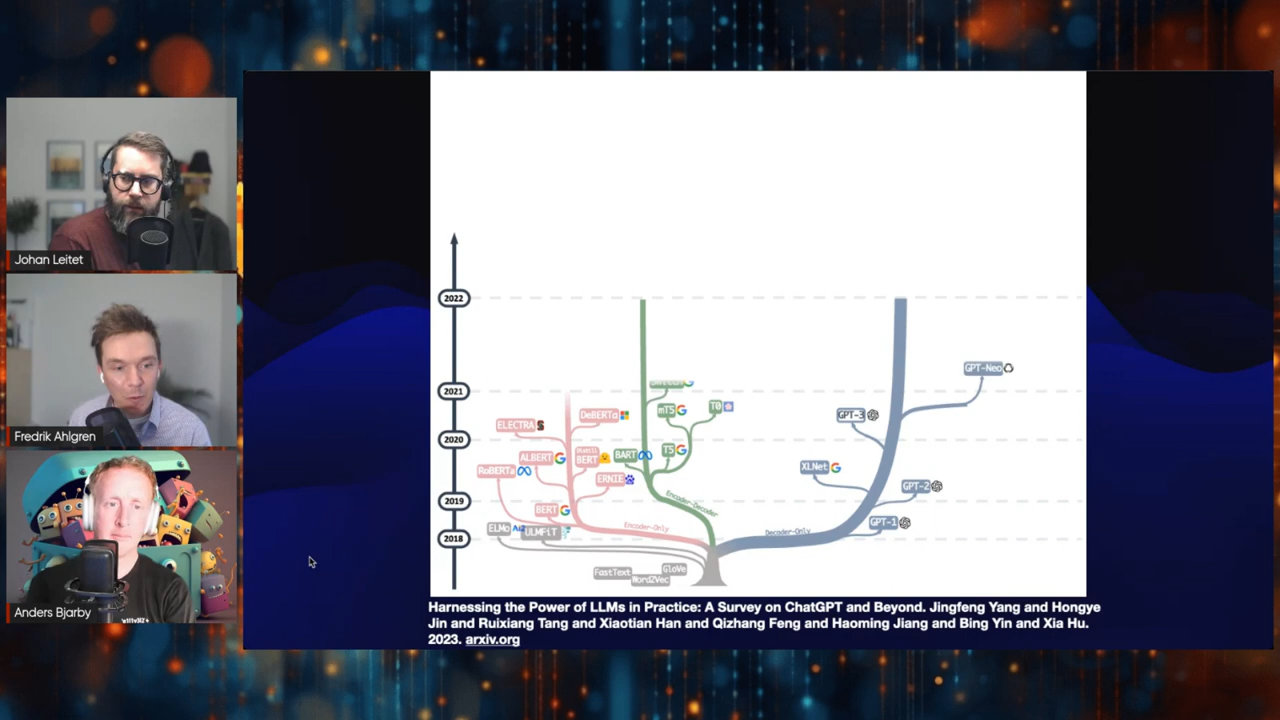 Johan Leitet
Fredrik Ahlgren
Anders Bjarby
2022
2021
2020
2019
2018
GPT-Neo
mT5
T0
DeBERTa
GPT-3
ELECTRA
ALBERT
BERT
BART
T5
XLNet
RoBERTa
ERNIE
GPT-2
BERT
Encoder-Decoder
GPT-1
ELMo
AI2
ULMFiT
Encoder-Only
Decoder-Only
FastText
GloVe
Word2Vec
Harnessing the Power of LLMs in Practice: A Survey on ChatGPT and Beyond. Jingfeng Yang and Hongye
Jin and Ruixiang Tang and Xiaotian Han and Qizhang Feng and Haoming Jiang and Bing Yin and Xia Hu.
2023. arxiv.org